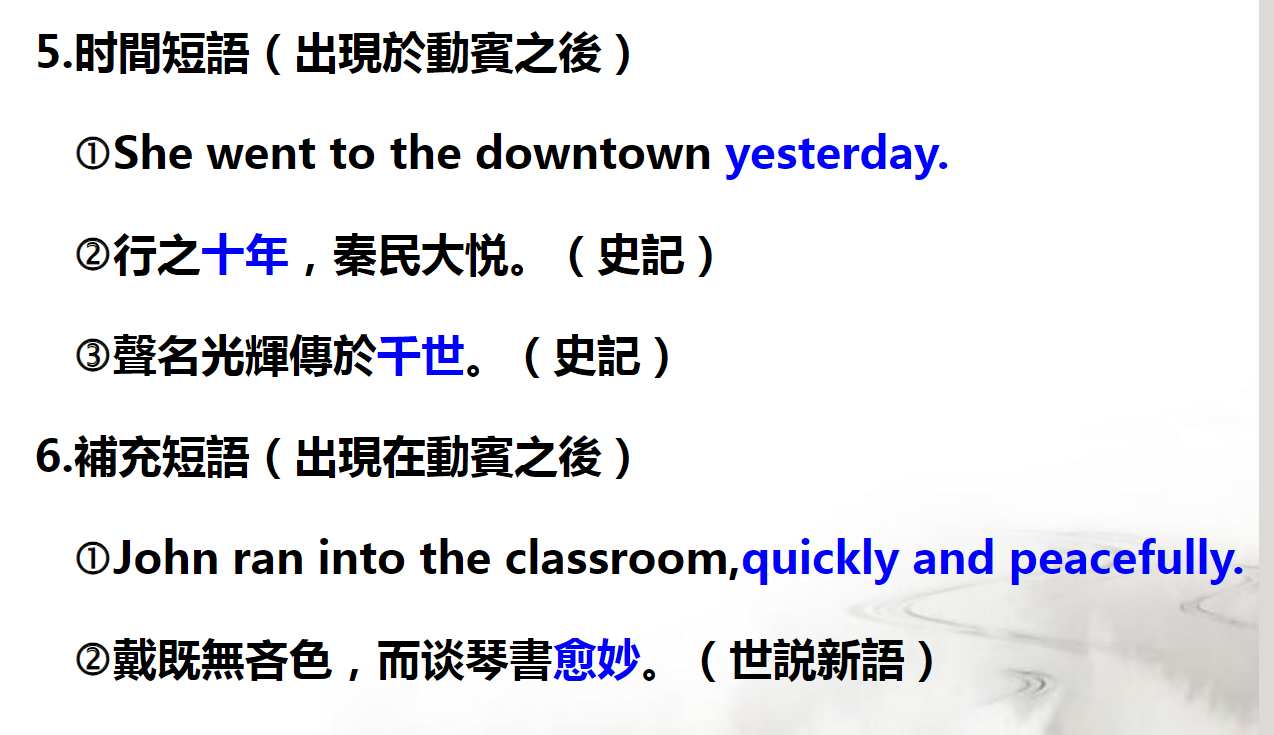 5.时間短語（出現於動賓之後）
①She went to the downtown yesterday.
②行之十年，秦民大悦。（史記）
③聲名光輝傳於千世。（史記）
6.補充短語（出現在動賓之後）
①John ran into the classroom,quickly and peacefully.
②戴既無吝色，而谈琴書愈妙。（世説新語）